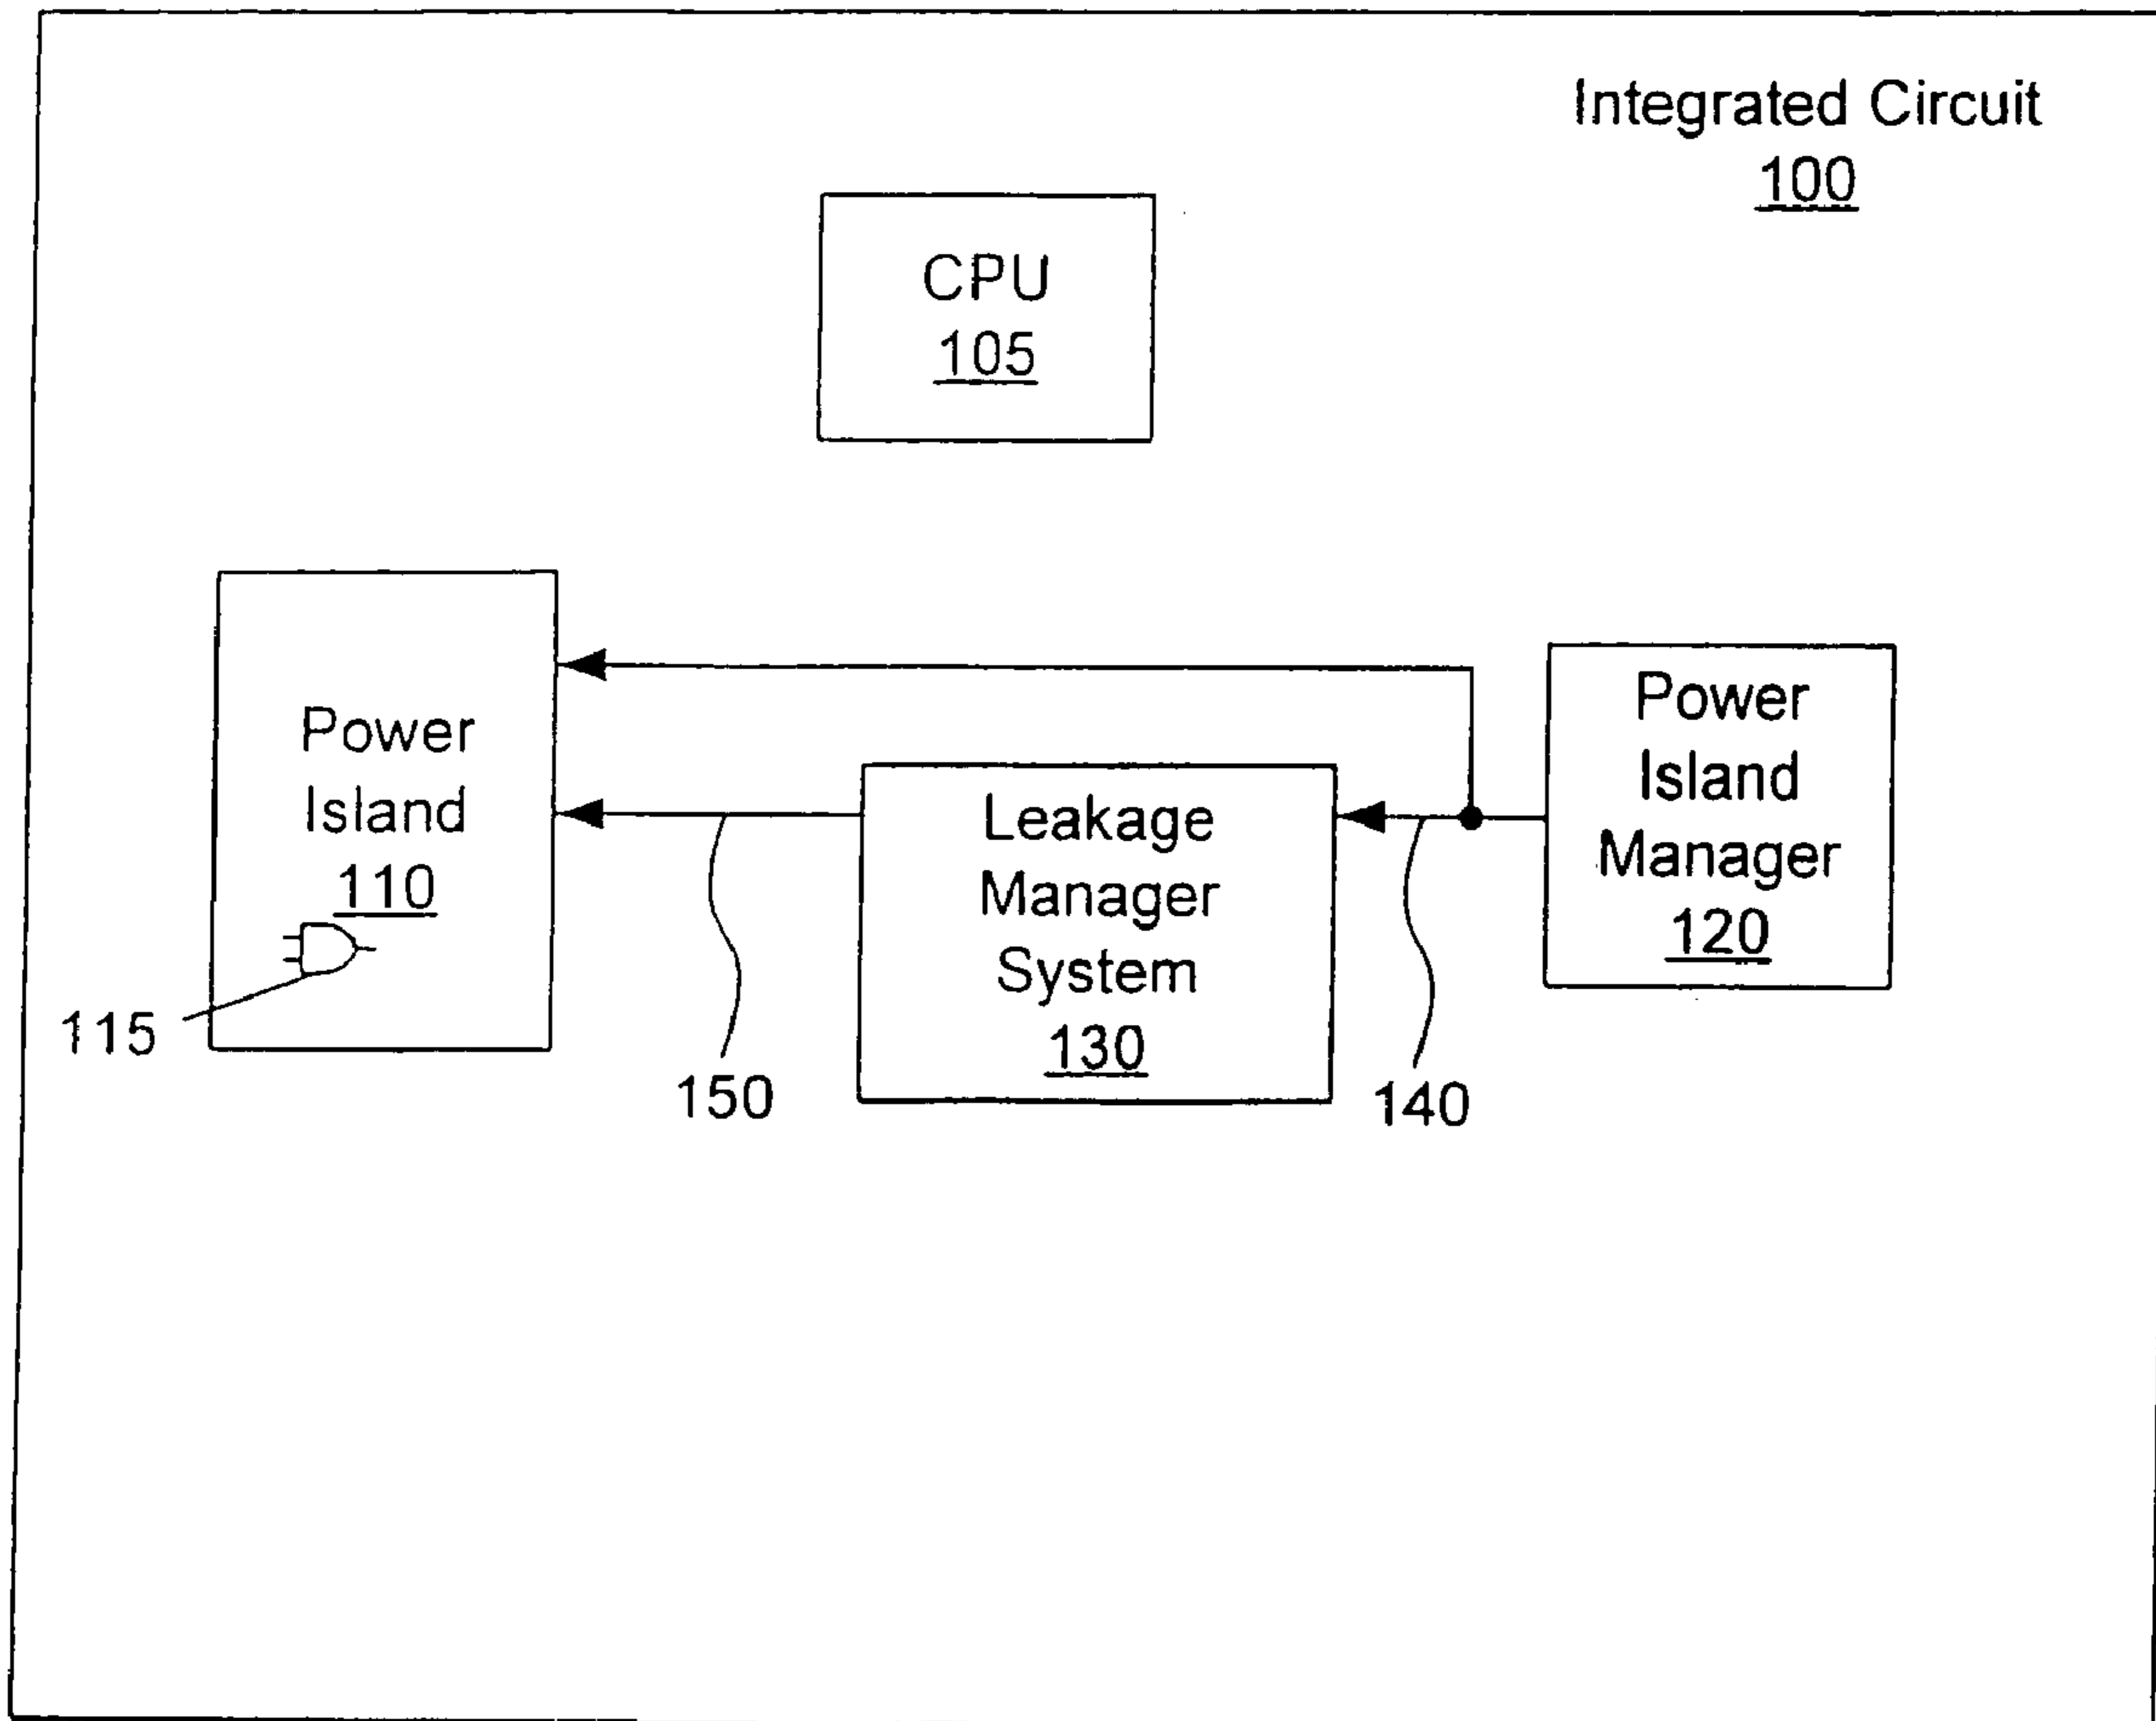 Integrated Circuit
100
CPU
105
Power
Island
110
115
150
Leakage
Manager
System
130
140
Power
Island
Manager
120